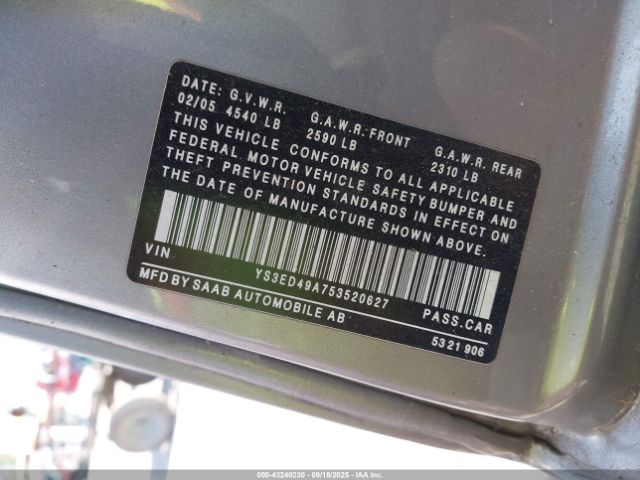 DATE: G.V.W.R. G.A.W.R. FRONT G.A.W.R. REAR
02/05 4540 LB 2590 LB 2310 LB
THIS VEHICLE CONFORMS TO ALL APPLICABLE
FEDERAL MOTOR VEHICLE SAFETY BUMPER AND
THEFT PREVENTION STANDARDS IN EFFECT ON
THE DATE OF MANUFACTURE SHOWN ABOVE.
VIN YS3ED49A753520627 PASS.CAR
MFD BY SAAB AUTOMOBILE AB 5321906
000-43240230 - 09/18/2025 - IAA, Inc.